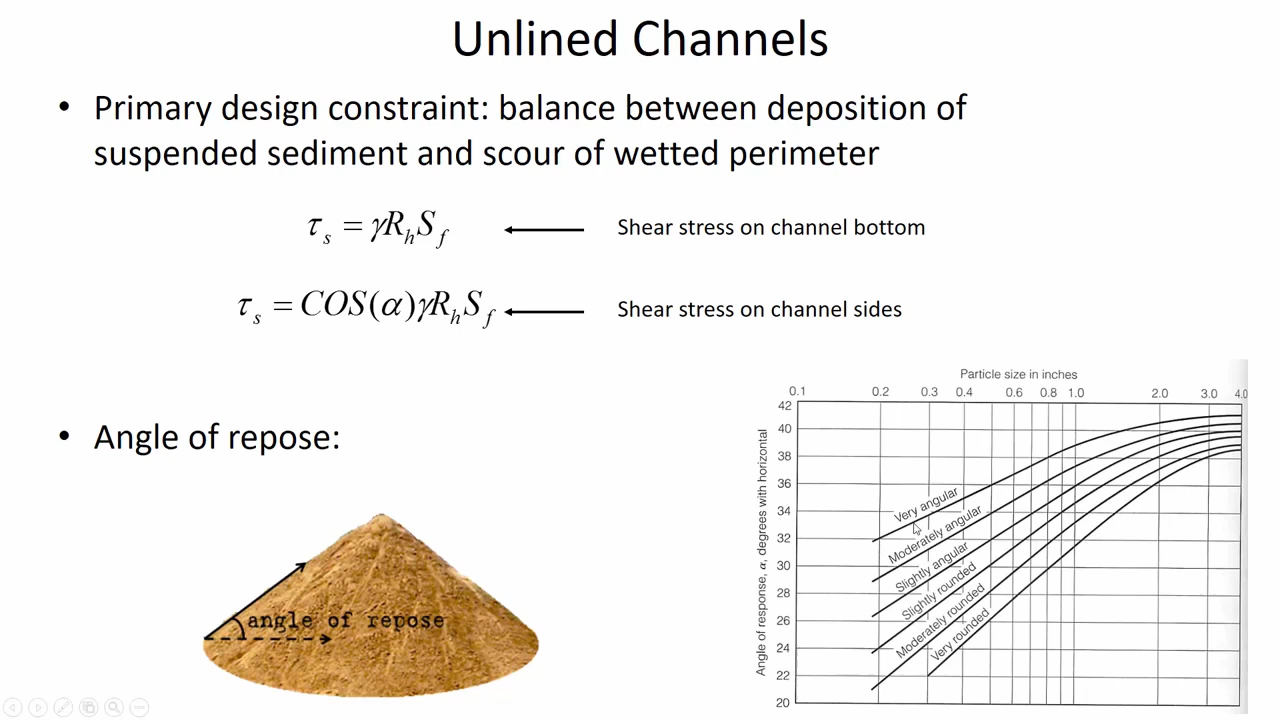 Unlined Channels
• Primary design constraint: balance between deposition of
suspended sediment and scour of wetted perimeter
τs = γRhSf
Shear stress on channel bottom
τs = COS(α)γRhSf
Shear stress on channel sides
• Angle of repose:
angle of repose
Particle size in inches
0.1 0.2 0.3 0.4 0.6 0.8 1.0 2.0 3.0 4.0
Angle of response, α, degrees with horizontal
42
40
38
36
34
32
30
28
26
24
22
20
Very angular
Moderately angular
Slightly angular
Slightly rounded
Moderately rounded
Very rounded